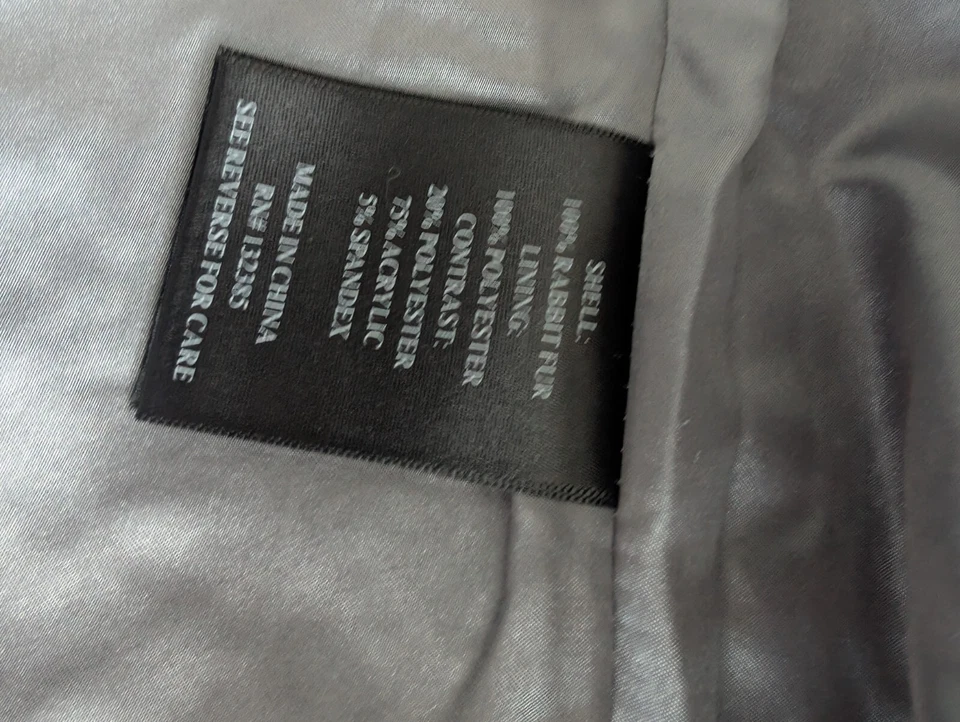 SHELL:
100% RABBIT FUR
LINING:
100% POLYESTER
CONTRAST:
20% POLYESTER
75% ACRYLIC
5% SPANDEX
MADE IN CHINA
RN# 132385
SEE REVERSE FOR CARE